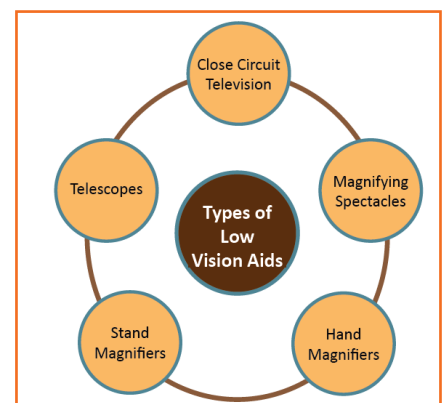 Close Circuit
Television
Telescopes
Magnifying
Spectacles
Types of
Low
Vision Aids
Stand
Magnifiers
Hand
Magnifiers